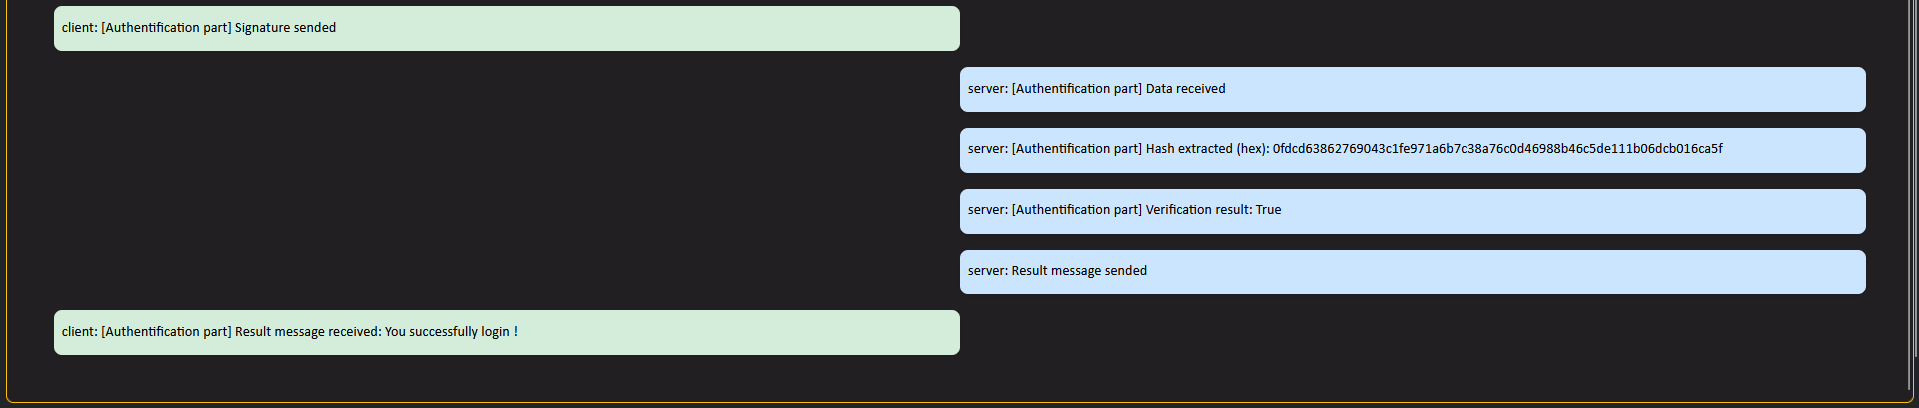 client: [Authentification part] Signature sended
server: [Authentification part] Data received
server: [Authentification part] Hash extracted (hex): 0fdcd63862769043c1fe971a6b7c38a76c0d46988b46c5de111b06dcb016ca5f
server: [Authentification part] Verification result: True
server: Result message sended
client: [Authentification part] Result message received: You successfully login !